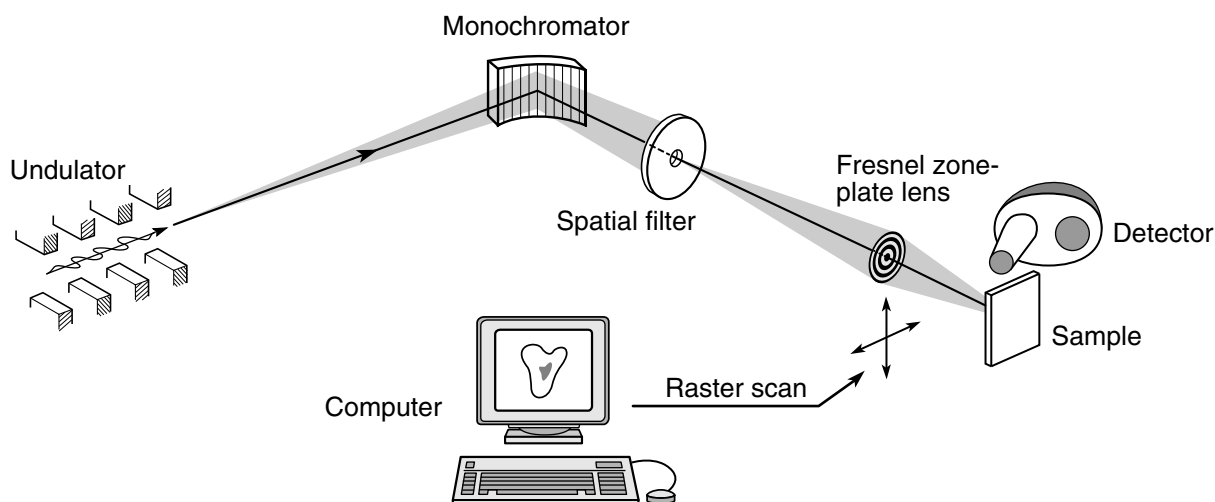 Monochromator
Undulator
Fresnel zone-
plate lens
Spatial filter
Detector
Sample
Raster scan
Computer